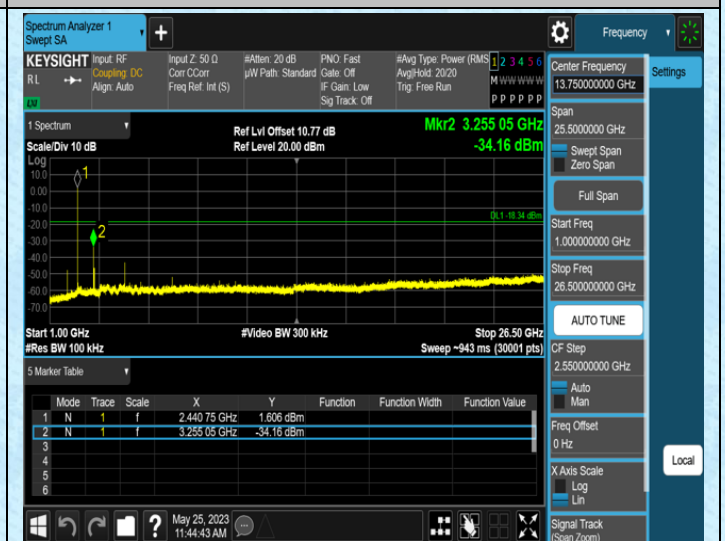 Spectrum Analyzer 1
Swept SA
Frequency
KEYSIGHT
R L
LXI
Input: RF
Coupling: DC
Align: Auto
Input Z: 50 Ω
Corr CCorr
Freq Ref: Int (S)
#Atten: 20 dB
µW Path: Standard
PNO: Fast
Gate: Off
IF Gain: Low
Sig Track: Off
#Avg Type: Power (RMS
Avg|Hold: 20/20
Trig: Free Run
1 2 3 4 5 6
M W W W W W
P P P P P P
Center Frequency
13.750000000 GHz
Settings
Span
25.5000000 GHz
Swept Span
Zero Span
Full Span
Start Freq
1.000000000 GHz
Stop Freq
26.500000000 GHz
AUTO TUNE
CF Step
2.550000000 GHz
Auto
Man
Freq Offset
0 Hz
X Axis Scale
Log
Lin
Signal Track
(Span Zoom)
Local
1 Spectrum
Scale/Div 10 dB
Ref Lvl Offset 10.77 dB
Ref Level 20.00 dBm
Mkr2 3.255 05 GHz
-34.16 dBm
Log
10.0
0.00
-10.0
-20.0
-30.0
-40.0
-50.0
-60.0
-70.0
1
2
DL1 -18.34 dBm
Start 1.00 GHz
#Video BW 300 kHz
Stop 26.50 GHz
#Res BW 100 kHz
Sweep ~943 ms (30001 pts)
5 Marker Table
Mode Trace Scale X Y Function Function Width Function Value
1 N 1 f 2.440 75 GHz 1.606 dBm
2 N 1 f 3.255 05 GHz -34.16 dBm
3
4
5
6
?
May 25, 2023
11:44:43 AM